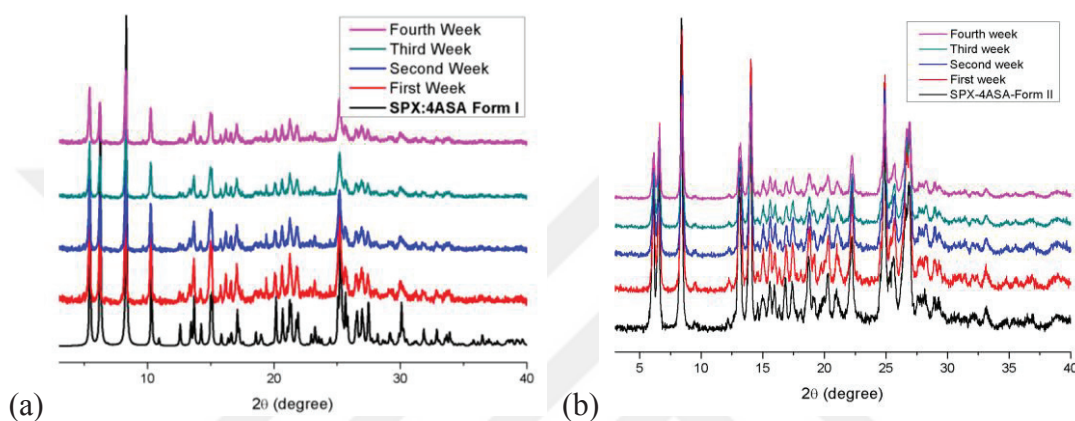 Fourth Week
Third Week
Second Week
First Week
SPX:4ASA Form I
10
20
30
40
2θ (degree)
(a)
Fourth week
Third week
Second week
First week
SPX-4ASA-Form II
5
10
15
20
25
30
35
40
2θ (degree)
(b)